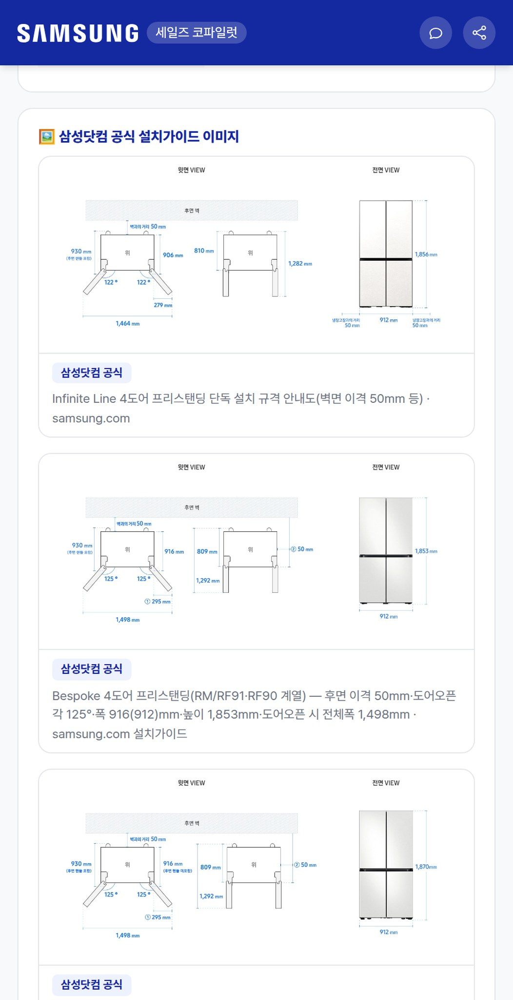 SAMSUNG 세일즈 코파일럿
삼성닷컴 공식 설치가이드 이미지
윗면 VIEW
전면 VIEW
후면 벽
벽과의 거리 50 mm
930 mm
(후면 핸들 포함)
위
906 mm
122 °
122 °
279 mm
1,464 mm
810 mm
위
1,282 mm
1,856 mm
냉장고장과의 거리
50 mm
912 mm
냉장고장과의 거리
50 mm
삼성닷컴 공식
Infinite Line 4도어 프리스탠딩 단독 설치 규격 안내도(벽면 이격 50mm 등) ·
samsung.com
윗면 VIEW
전면 VIEW
후면 벽
벽과의 거리 50 mm
930 mm
(후면 핸들 포함)
위
916 mm
125 °
125 °
① 295 mm
1,498 mm
809 mm
위
② 50 mm
1,292 mm
1,853 mm
912 mm
삼성닷컴 공식
Bespoke 4도어 프리스탠딩(RM/RF91·RF90 계열) — 후면 이격 50mm·도어오픈
각 125°·폭 916(912)mm·높이 1,853mm·도어오픈 시 전체폭 1,498mm ·
samsung.com 설치가이드
윗면 VIEW
전면 VIEW
후면 벽
벽과의 거리 50 mm
930 mm
(후면 핸들 포함)
위
916 mm
(후면 핸들 미포함)
125 °
125 °
① 295 mm
1,498 mm
809 mm
위
② 50 mm
1,292 mm
1,870mm
912 mm
삼성닷컴 공식